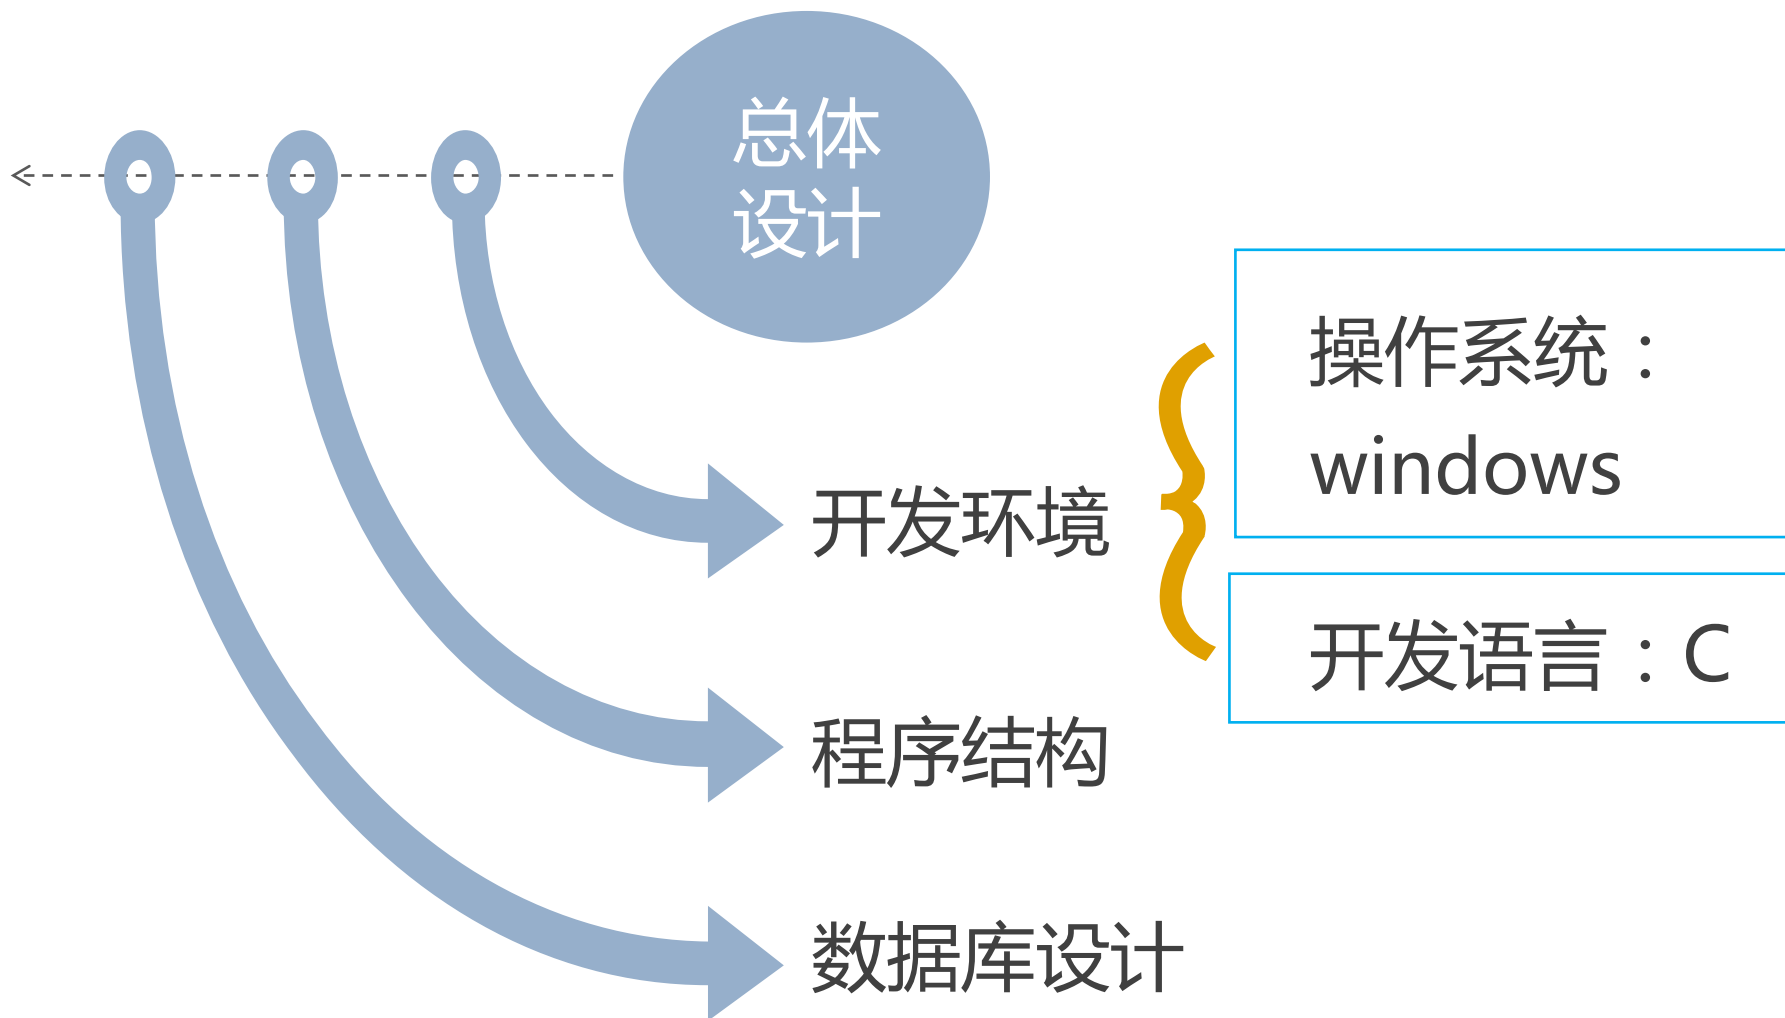 总体
设计
操作系统：
windows
开发环境
开发语言：C
程序结构
数据库设计